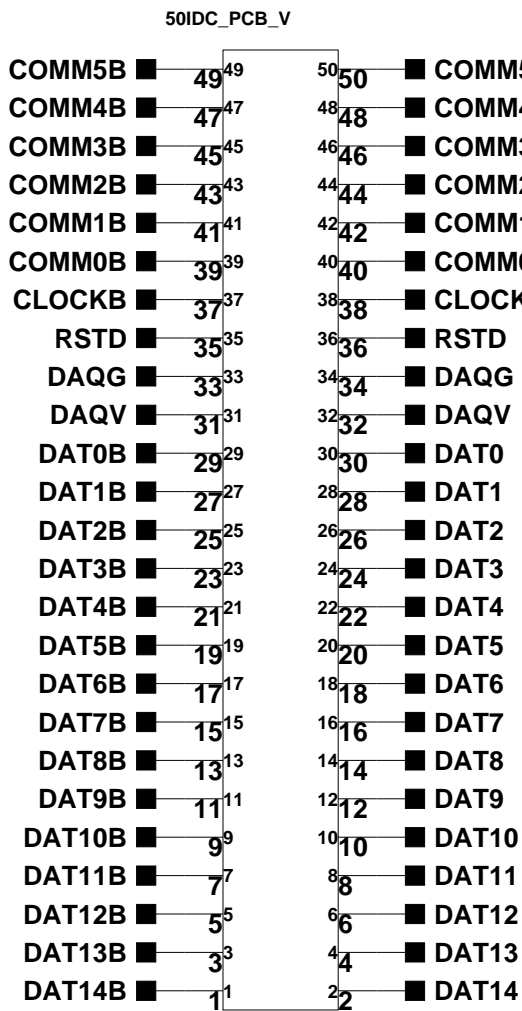 50IDC_PCB_V
COMM5B 49 49 50 50 COMM5
COMM4B 47 47 48 48 COMM4
COMM3B 45 45 46 46 COMM3
COMM2B 43 43 44 44 COMM2
COMM1B 41 41 42 42 COMM1
COMM0B 39 39 40 40 COMM0
CLOCKB 37 37 38 38 CLOCK
RSTD 35 35 36 36 RSTD
DAQG 33 33 34 34 DAQG
DAQV 31 31 32 32 DAQV
DAT0B 29 29 30 30 DAT0
DAT1B 27 27 28 28 DAT1
DAT2B 25 25 26 26 DAT2
DAT3B 23 23 24 24 DAT3
DAT4B 21 21 22 22 DAT4
DAT5B 19 19 20 20 DAT5
DAT6B 17 17 18 18 DAT6
DAT7B 15 15 16 16 DAT7
DAT8B 13 13 14 14 DAT8
DAT9B 11 11 12 12 DAT9
DAT10B 9 9 10 10 DAT10
DAT11B 7 7 8 8 DAT11
DAT12B 5 5 6 6 DAT12
DAT13B 3 3 4 4 DAT13
DAT14B 1 1 2 2 DAT14